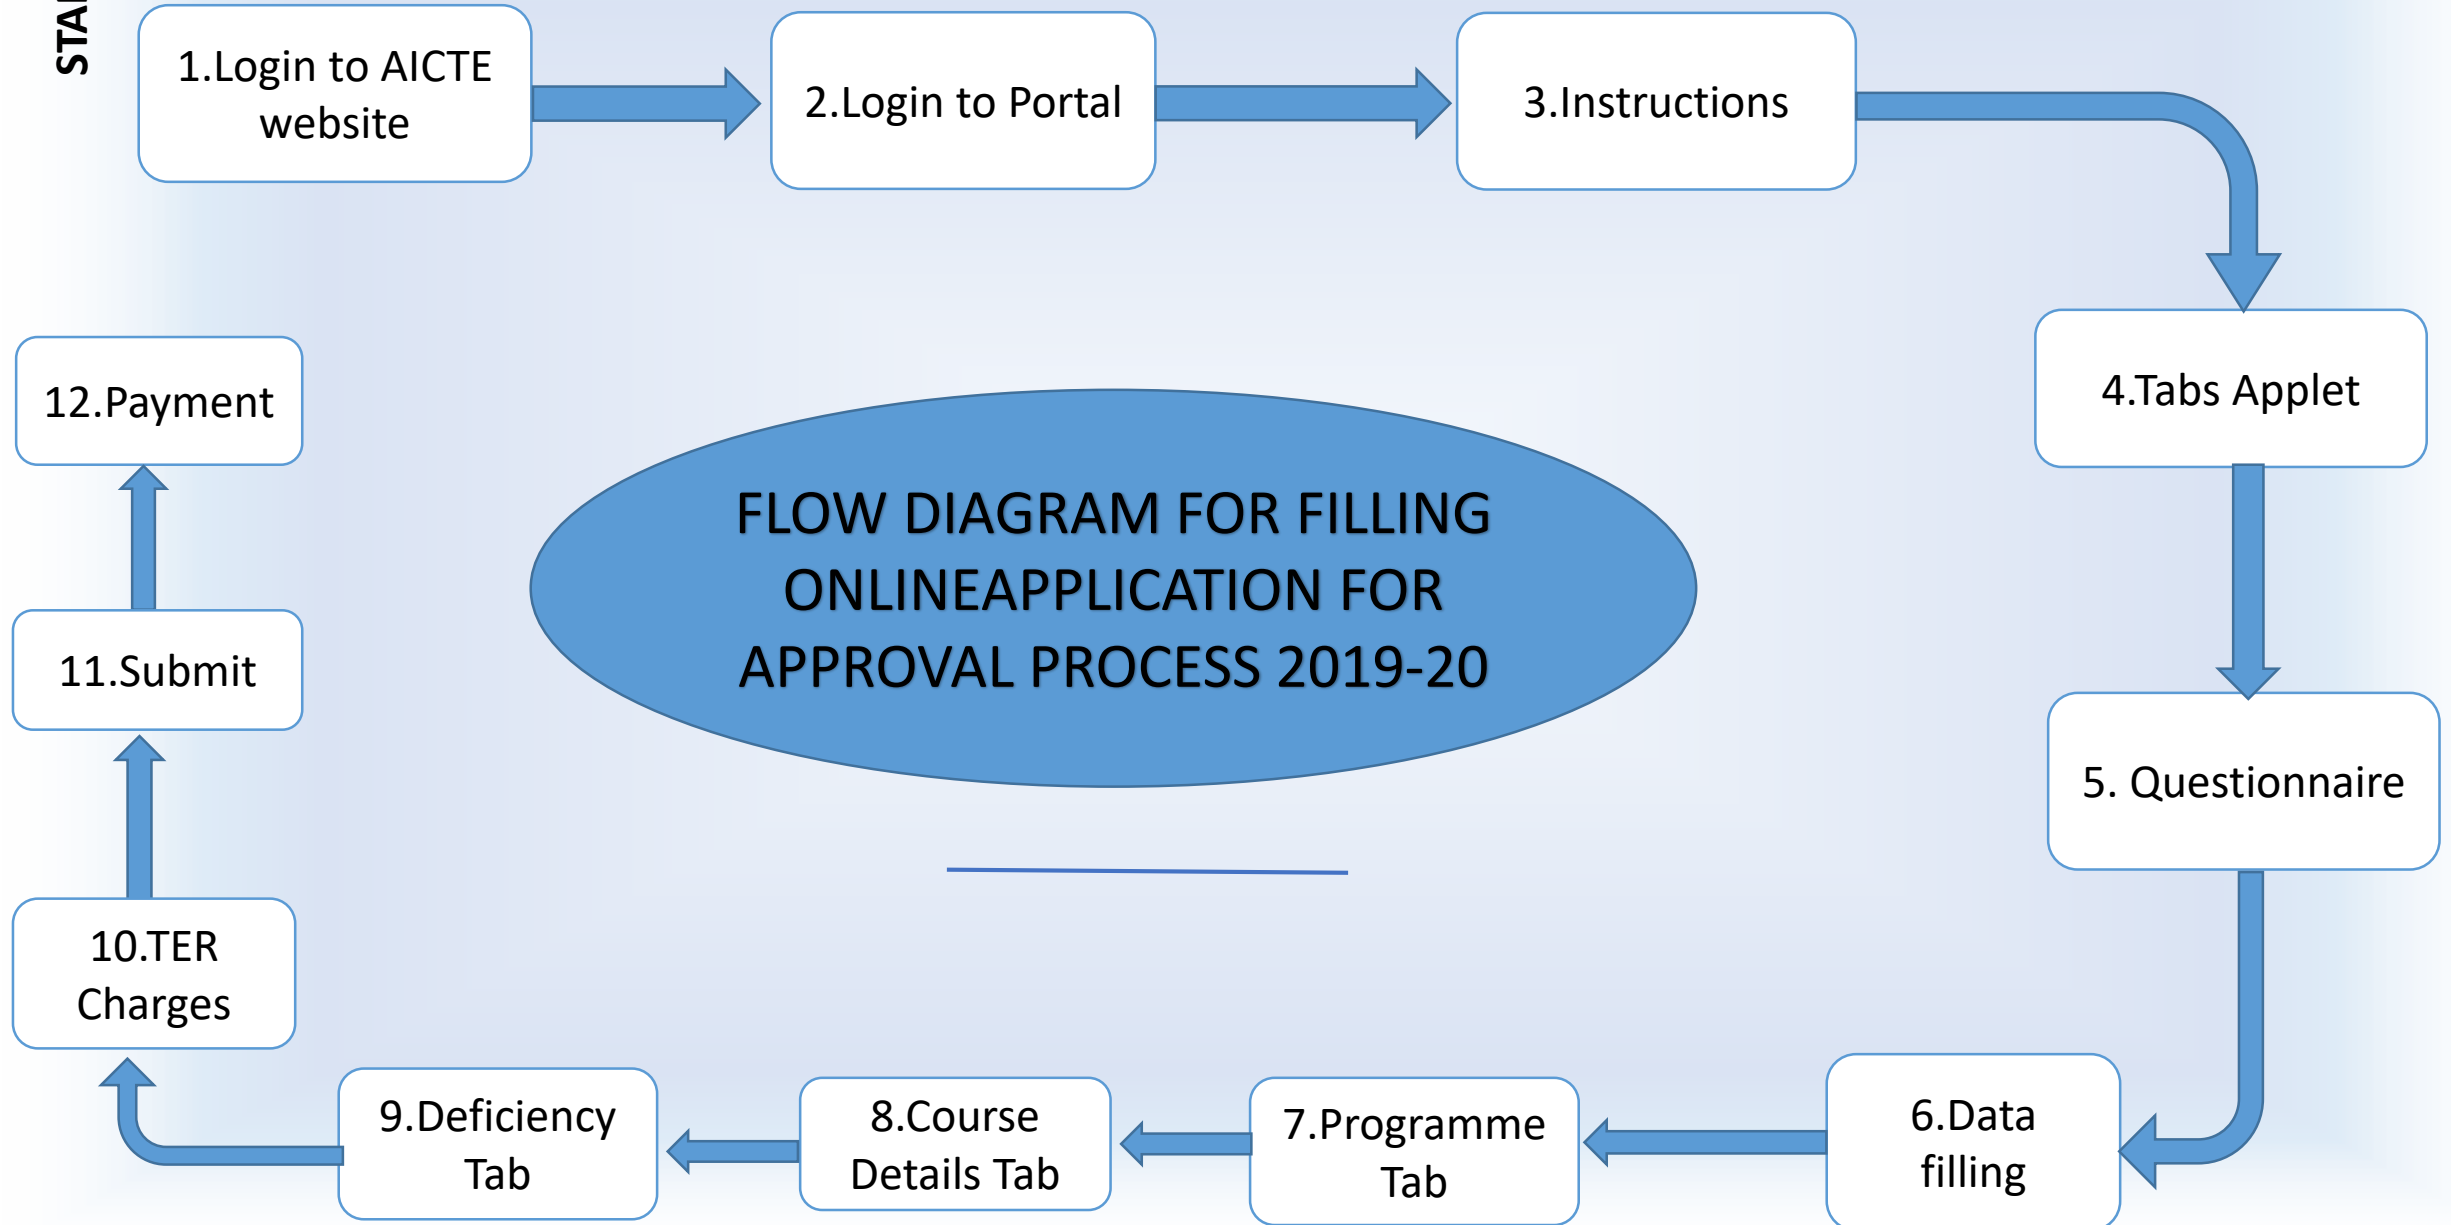 1.Login to AICTE
website
2.Login to Portal
3.Instructions
4.Tabs Applet
5. Questionnaire
6.Data
filling
7.Programme
Tab
8.Course
Details Tab
9.Deficiency
Tab
10.TER
Charges
11.Submit
12.Payment
FLOW DIAGRAM FOR FILLING
ONLINEAPPLICATION FOR
APPROVAL PROCESS 2019-20